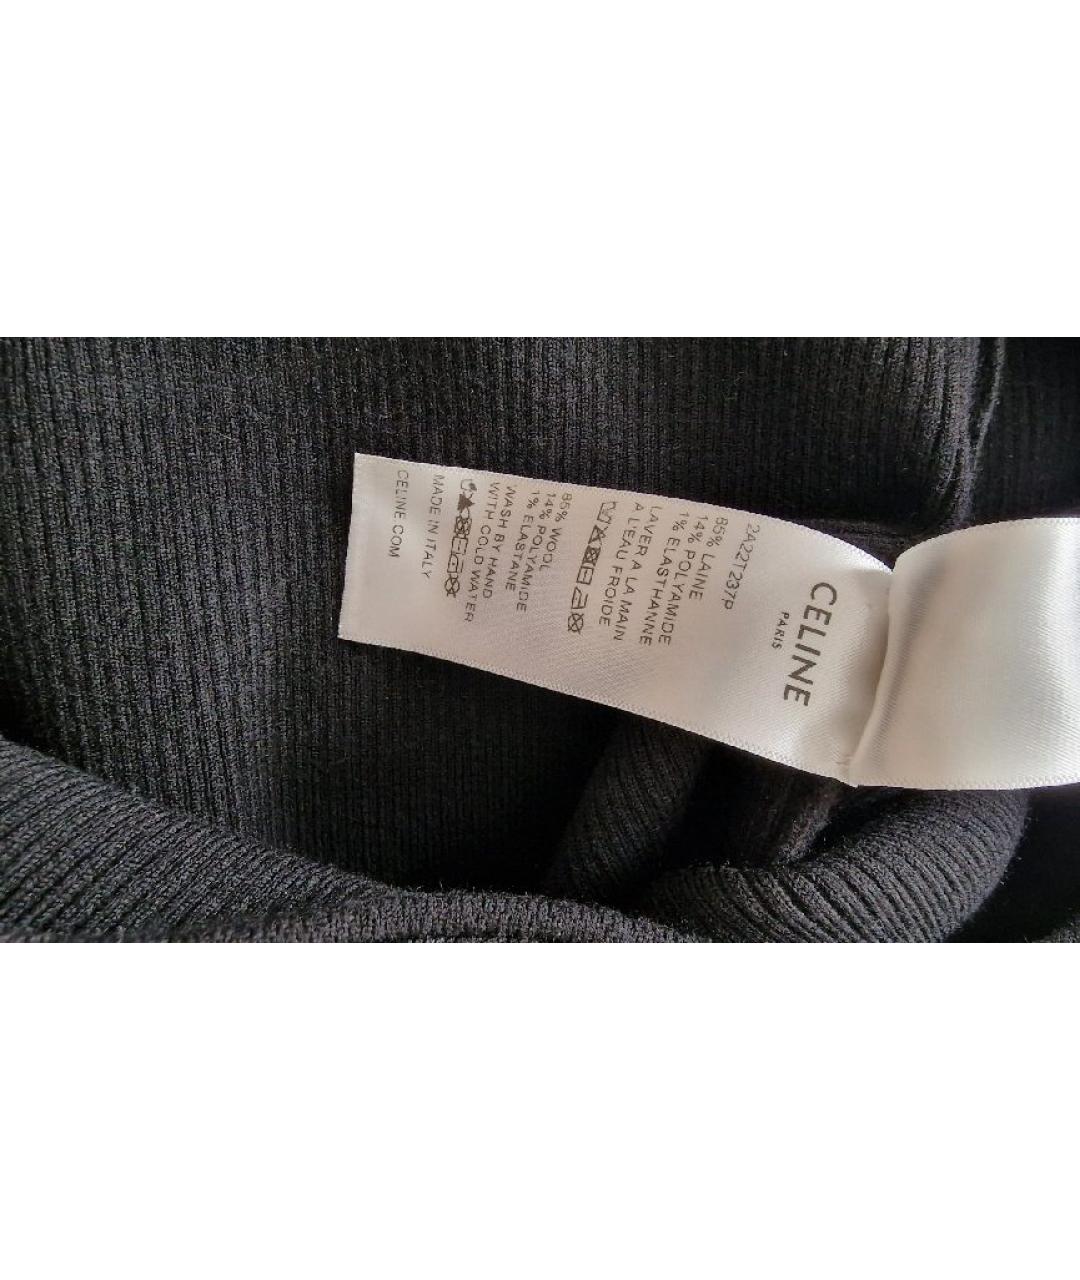 CELINE
PARIS
2A22T237P
85% LAINE
14% POLYAMIDE
1% ELASTHANNE
LAVER A LA MAIN
A L'EAU FROIDE
85% WOOL
14% POLYAMIDE
1% ELASTANE
WASH BY HAND
WITH COLD WATER
MADE IN ITALY
CELINE.COM